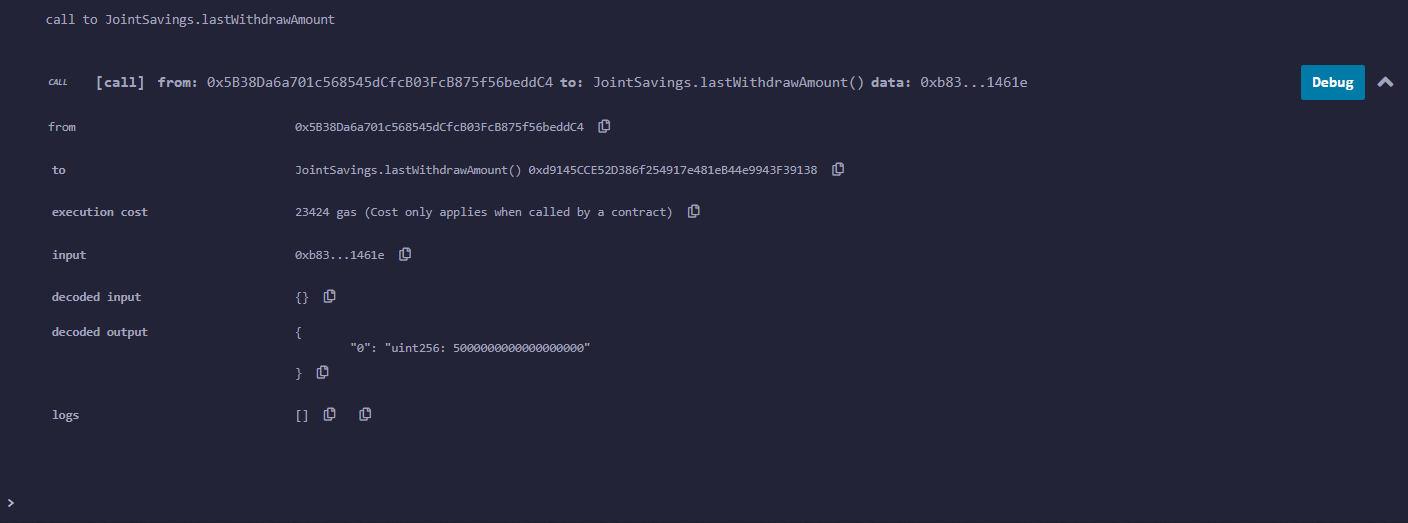 call to JointSavings.lastWithdrawAmount
CALL [call] from: 0x5B38Da6a701c568545dCfcB03FcB875f56beddC4 to: JointSavings.lastWithdrawAmount() data: 0xb83...1461e Debug
from 0x5B38Da6a701c568545dCfcB03FcB875f56beddC4
to JointSavings.lastWithdrawAmount() 0xd9145CCE52D386f254917e481eB44e9943F39138
execution cost 23424 gas (Cost only applies when called by a contract)
input 0xb83...1461e
decoded input {}
decoded output {
"0": "uint256: 5000000000000000000"
}
logs []
>